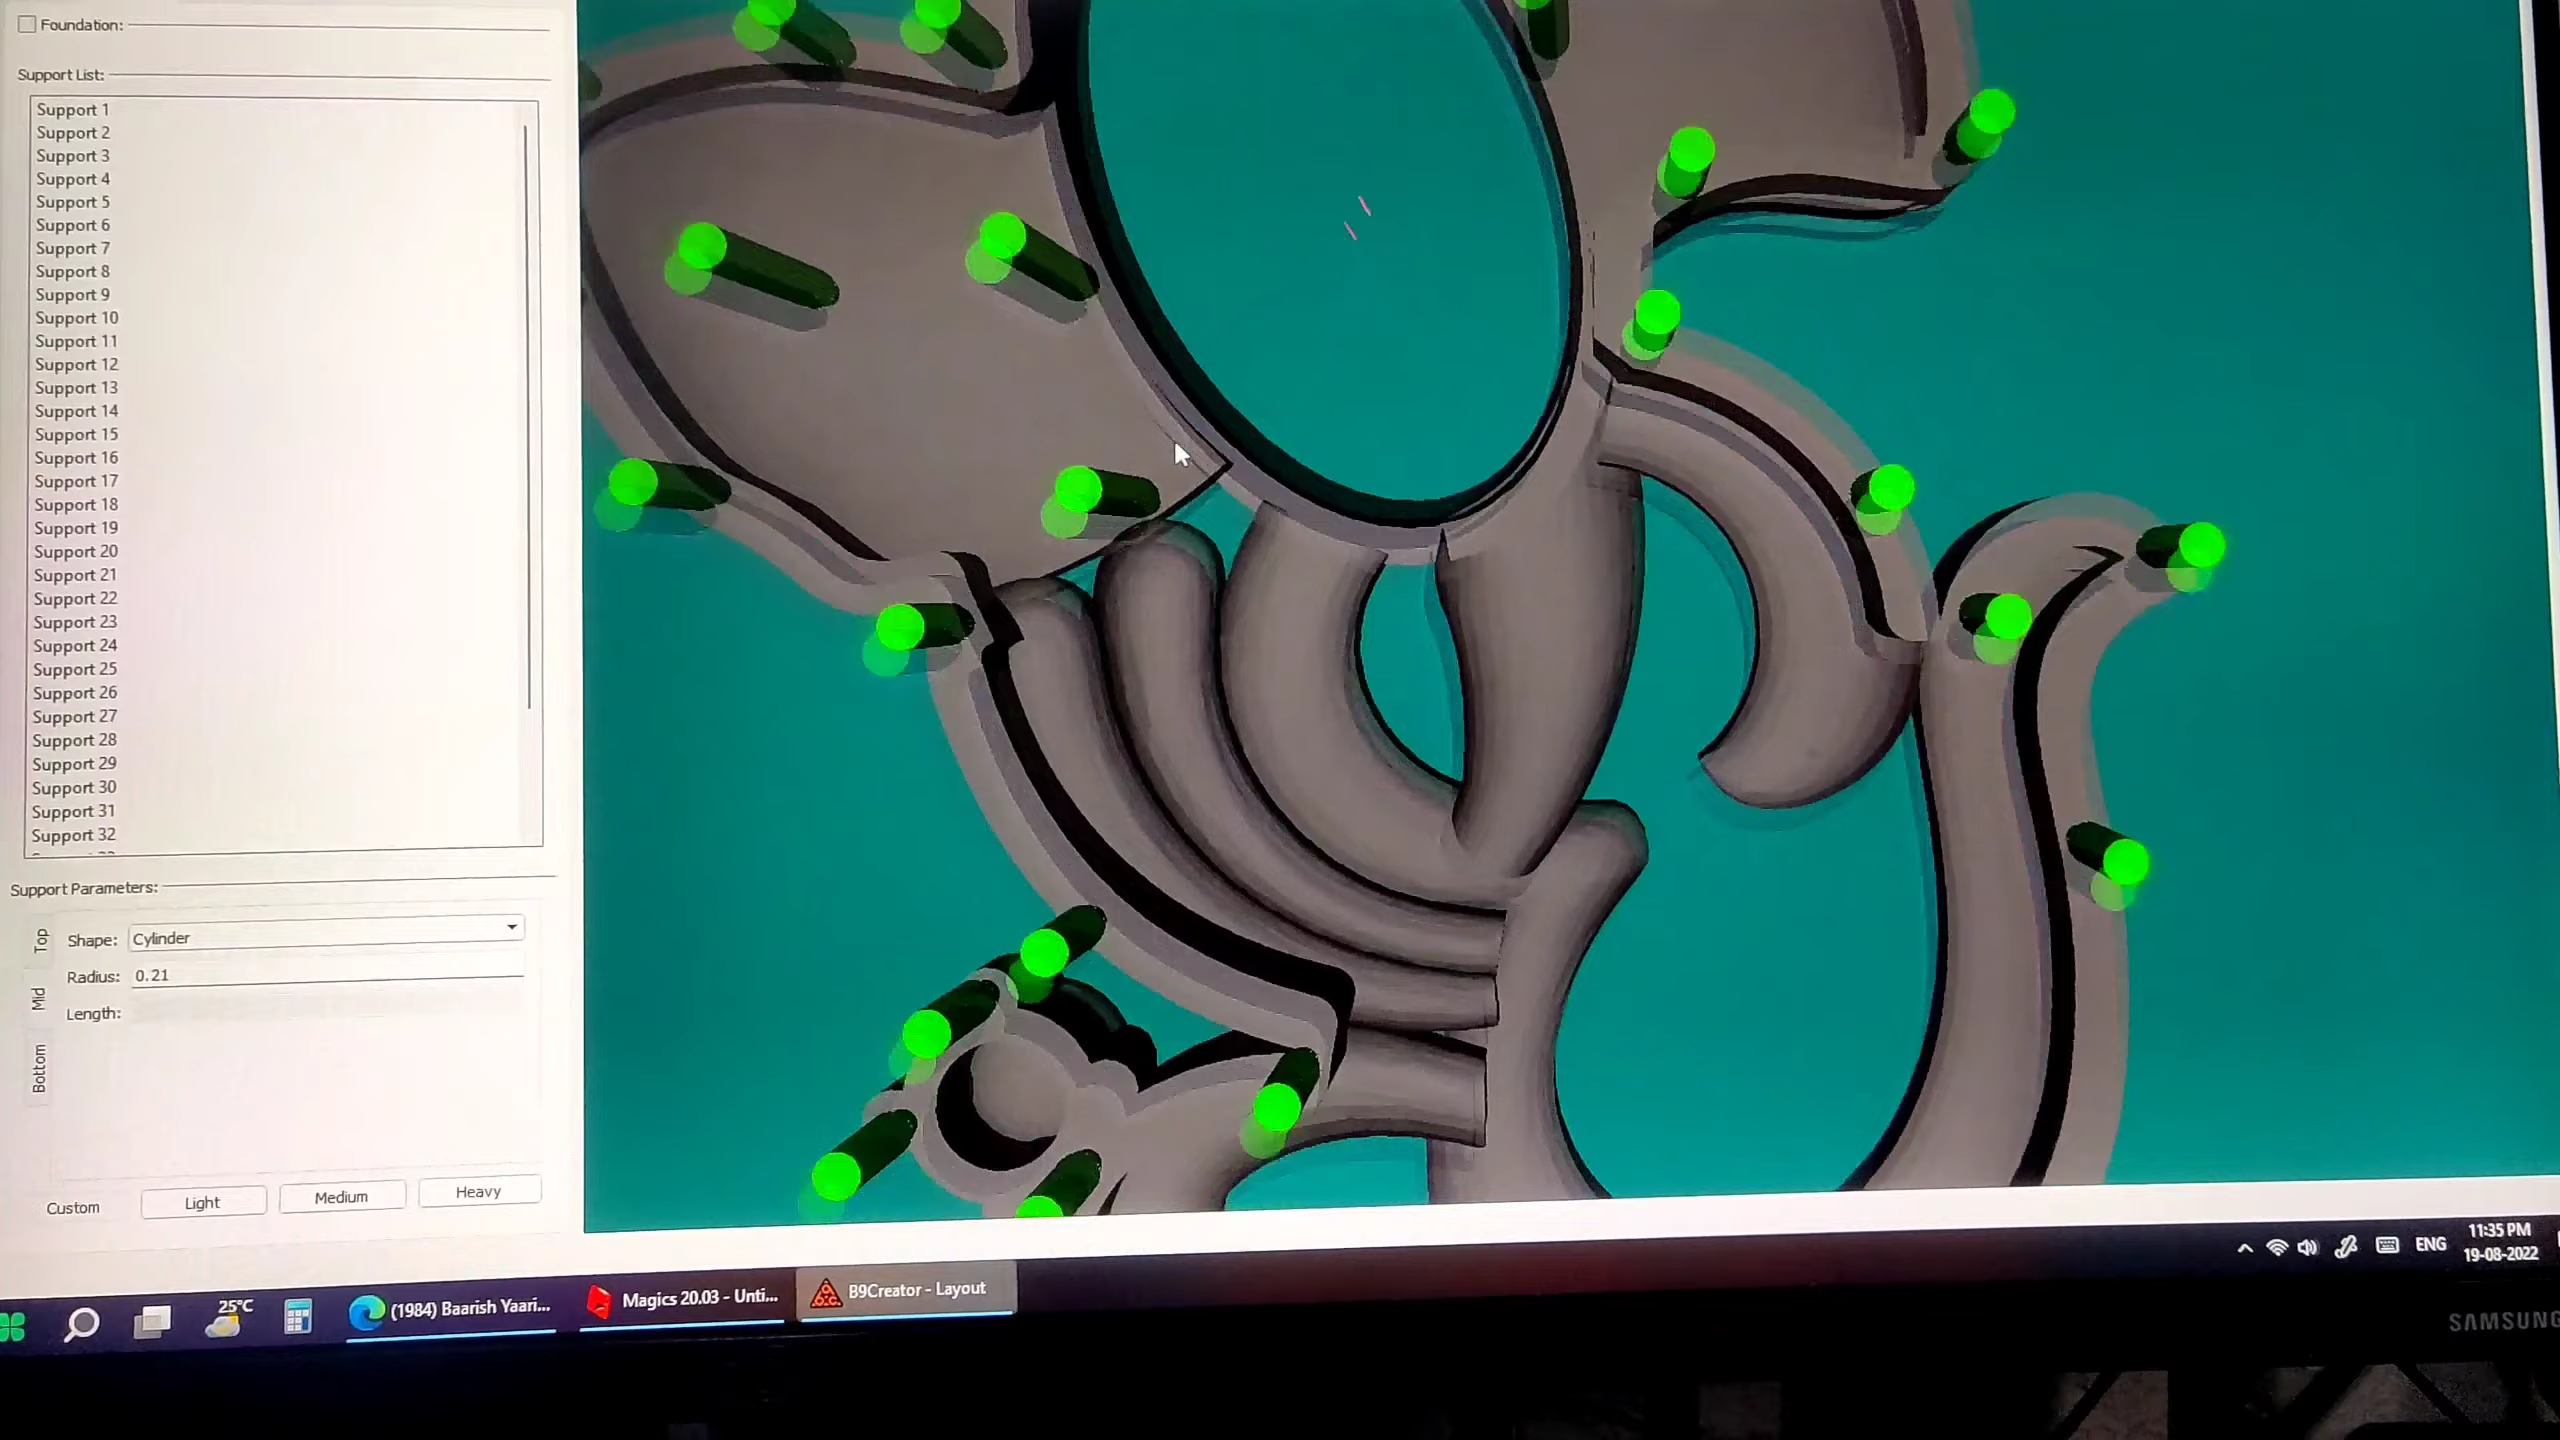 Foundation:
Support List:
Support 1
Support 2
Support 3
Support 4
Support 5
Support 6
Support 7
Support 8
Support 9
Support 10
Support 11
Support 12
Support 13
Support 14
Support 15
Support 16
Support 17
Support 18
Support 19
Support 20
Support 21
Support 22
Support 23
Support 24
Support 25
Support 26
Support 27
Support 28
Support 29
Support 30
Support 31
Support 32
Support Parameters:
Top
Shape: Cylinder
Radius: 0.21
Mid
Length:
Bottom
Custom Light Medium Heavy
11:35 PM
ENG
19-08-2022
25°C
(1984) Baarish Yaari...
Magics 20.03 - Unti...
B9Creator - Layout
SAMSUNG